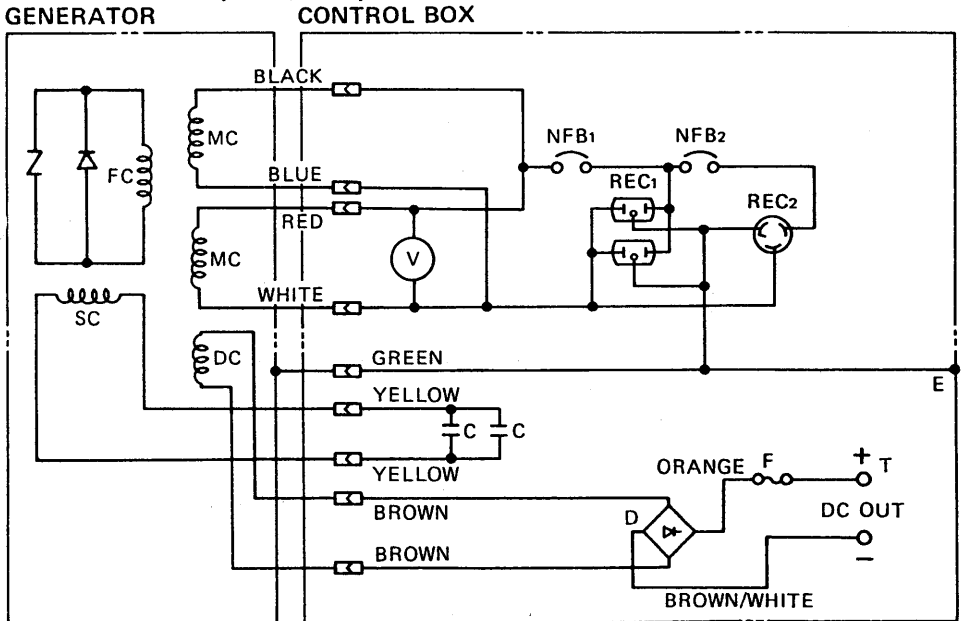 GENERATOR
CONTROL BOX
BLACK
MC
BLUE
RED
MC
WHITE
FC
SC
DC
V
NFB1
NFB2
REC1
REC2
GREEN
E
YELLOW
C
C
YELLOW
BROWN
BROWN
D
ORANGE
F
+
T
DC OUT
−
BROWN/WHITE